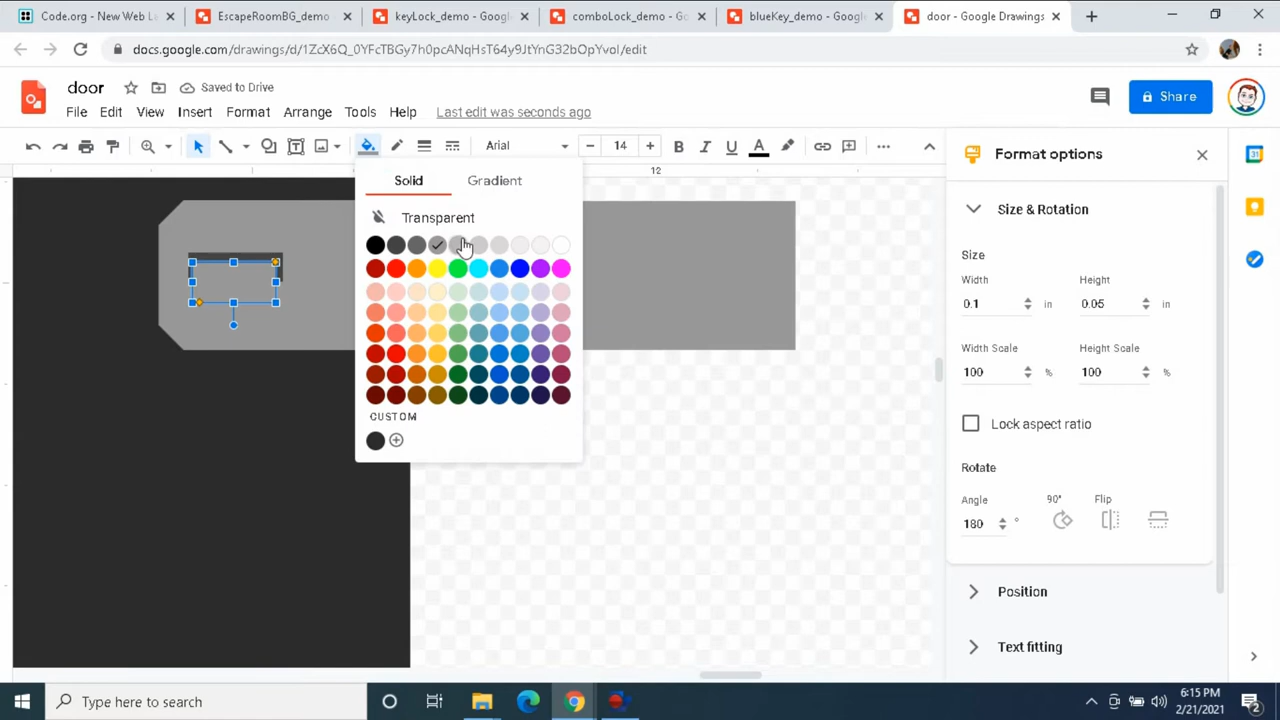 Code.org - New Web L
EscapeRoomBG_demo
keyLock_demo - Googl
comboLock_demo - Go
blueKey_demo - Google
door - Google Drawings
docs.google.com/drawings/d/1ZcX6Q_0YFcTBGy7h0pcANqHsT64y9JtYnG32bOpYvoI/edit
door
Saved to Drive
File Edit View Insert Format Arrange Tools Help Last edit was seconds ago
Share
Arial
14
Format options
12
Solid
Gradient
Transparent
CUSTOM
Size & Rotation
Size
Width Height
0.1 in 0.05 in
Width Scale Height Scale
100 % 100 %
Lock aspect ratio
Rotate
Angle 90° Flip
180 °
Position
Text fitting
31
Type here to search
6:15 PM
2/21/2021
2